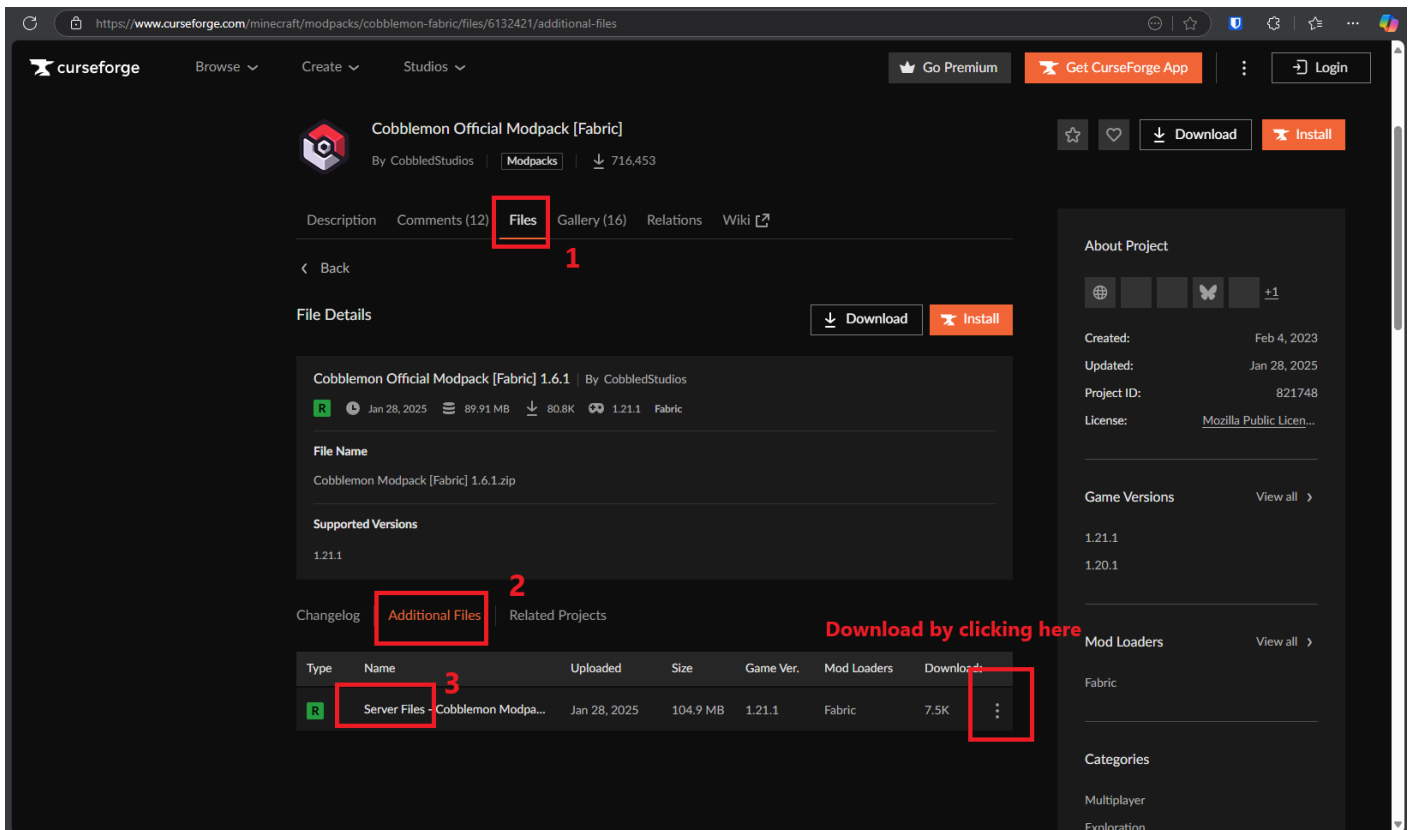 https://www.curseforge.com/minecraft/modpacks/cobblemon-fabric/files/6132421/additional-files
curseforge Browse Create Studios Go Premium Get CurseForge App Login
Cobblemon Official Modpack [Fabric]
By CobbledStudios Modpacks 716,453
Download Install
Description Comments (12) Files Gallery (16) Relations Wiki
1
Back
File Details
Download Install
Cobblemon Official Modpack [Fabric] 1.6.1 By CobbledStudios
R Jan 28, 2025 89.91 MB 80.8K 1.21.1 Fabric
File Name
Cobblemon Modpack [Fabric] 1.6.1.zip
Supported Versions
1.21.1
2
Changelog Additional Files Related Projects
Download by clicking here
Type Name Uploaded Size Game Ver. Mod Loaders Download
3
R Server Files - Cobblemon Modpa... Jan 28, 2025 104.9 MB 1.21.1 Fabric 7.5K
About Project
+1
Created: Feb 4, 2023
Updated: Jan 28, 2025
Project ID: 821748
License: Mozilla Public Licen...
Game Versions View all
1.21.1
1.20.1
Mod Loaders View all
Fabric
Categories
Multiplayer
Exploration